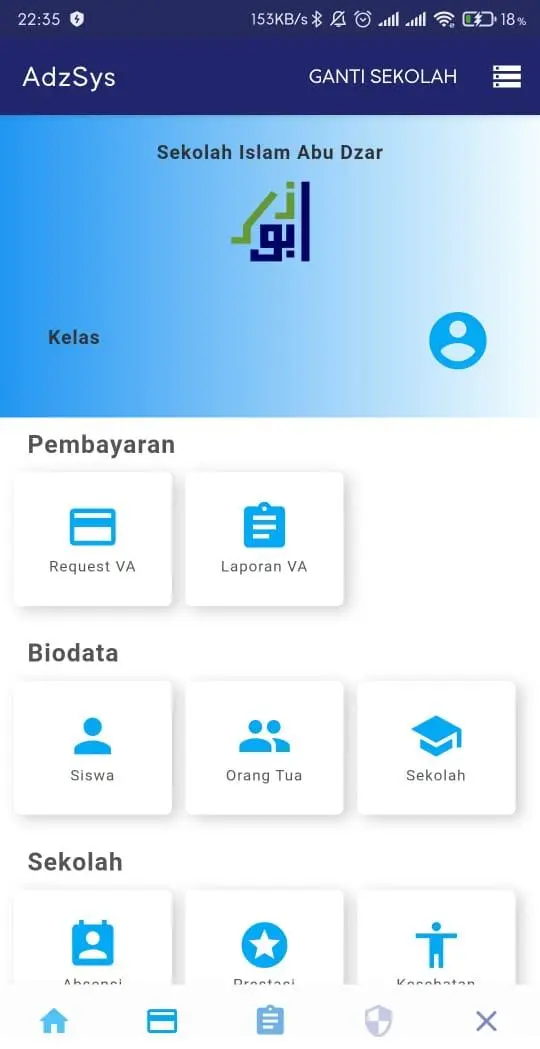 22:35 153KB/s 18%
AdzSys GANTI SEKOLAH
Sekolah Islam Abu Dzar
ابو ذر
Kelas
Pembayaran
Request VA Laporan VA
Biodata
Siswa Orang Tua Sekolah
Sekolah
Absensi Prestasi Kesehatan